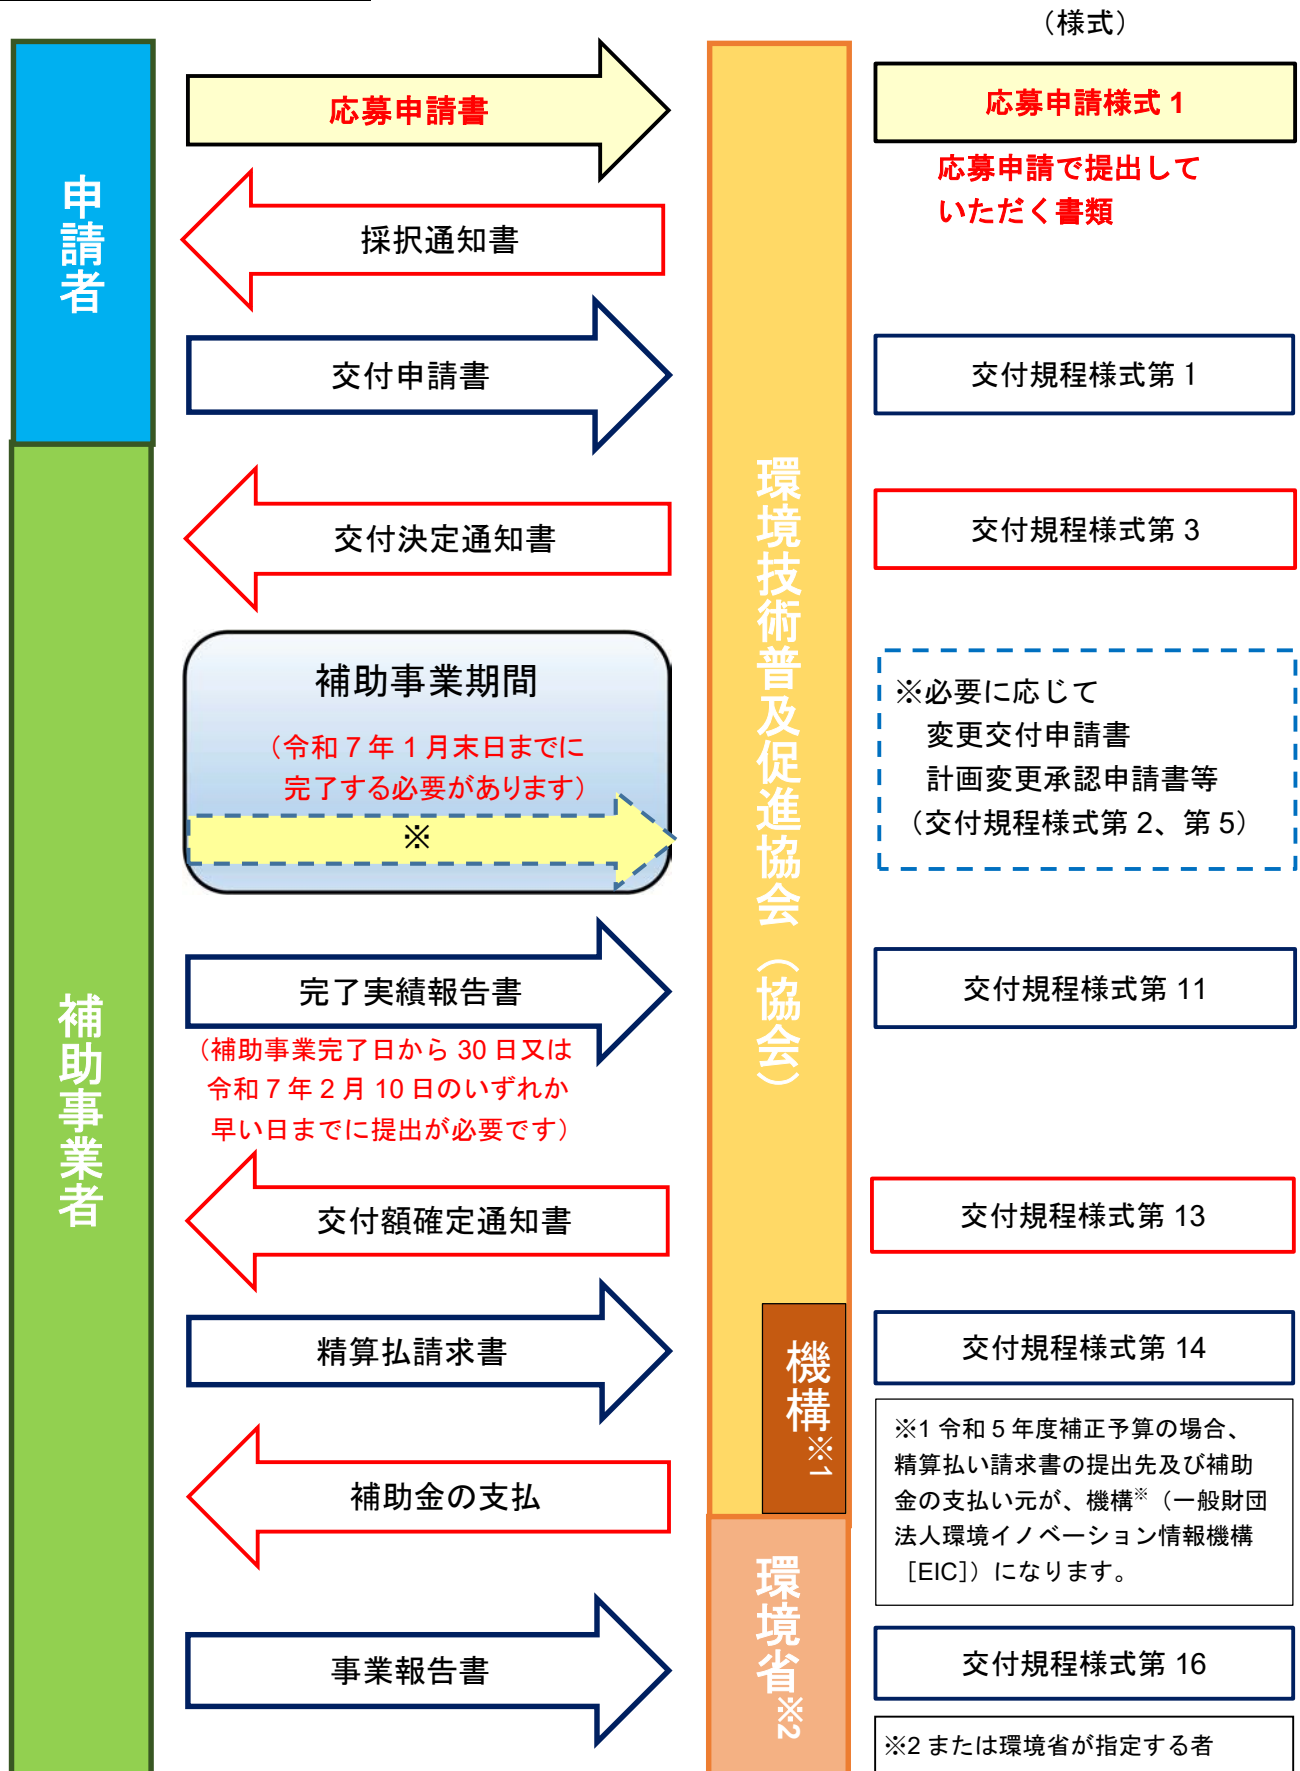 （様式）
応募申請書
応募申請様式 1
応募申請で提出して
いただく書類
申請者
採択通知書
交付申請書
交付規程様式第 1
交付決定通知書
交付規程様式第 3
環境技術普及促進協会（協会）
補助事業期間
（令和 7 年 1 月末日までに
完了する必要があります）
※
※必要に応じて
変更交付申請書
計画変更承認申請書等
（交付規程様式第 2、第 5）
補助事業者
完了実績報告書
（補助事業完了日から 30 日又は
令和 7 年 2 月 10 日のいずれか
早い日までに提出が必要です）
交付規程様式第 11
交付額確定通知書
交付規程様式第 13
精算払請求書
機構※1
交付規程様式第 14
補助金の支払
※1 令和 5 年度補正予算の場合、
精算払い請求書の提出先及び補助
金の支払い元が、機構※（一般財団
法人環境イノベーション情報機構
［EIC］）になります。
環境省※2
事業報告書
交付規程様式第 16
※2 または環境省が指定する者